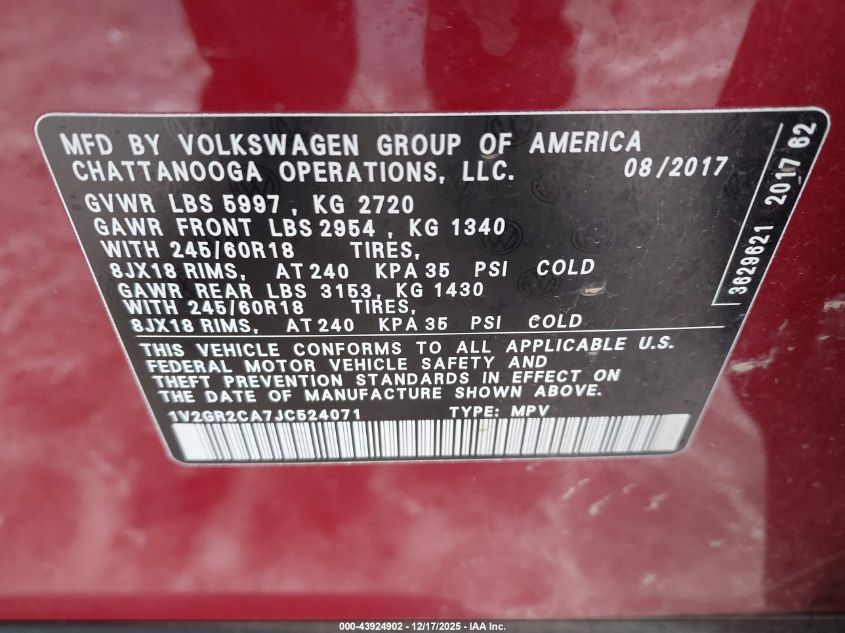 MFD BY VOLKSWAGEN GROUP OF AMERICA
CHATTANOOGA OPERATIONS, LLC. 08/2017
GVWR LBS 5997 , KG 2720
GAWR FRONT LBS 2954 , KG 1340
WITH 245/60R18 TIRES,
8JX18 RIMS, AT 240 KPA 35 PSI COLD
GAWR REAR LBS 3153, KG 1430
WITH 245/60R18 TIRES,
8JX18 RIMS, AT 240 KPA 35 PSI COLD
THIS VEHICLE CONFORMS TO ALL APPLICABLE U.S.
FEDERAL MOTOR VEHICLE SAFETY AND
THEFT PREVENTION STANDARDS IN EFFECT ON
THE DATE OF MANUFACTURE SHOWN ABOVE.
1V2GR2CA7JC524071 TYPE: MPV
3629621 2017 62
000-43924902 - 12/17/2025 - IAA Inc.